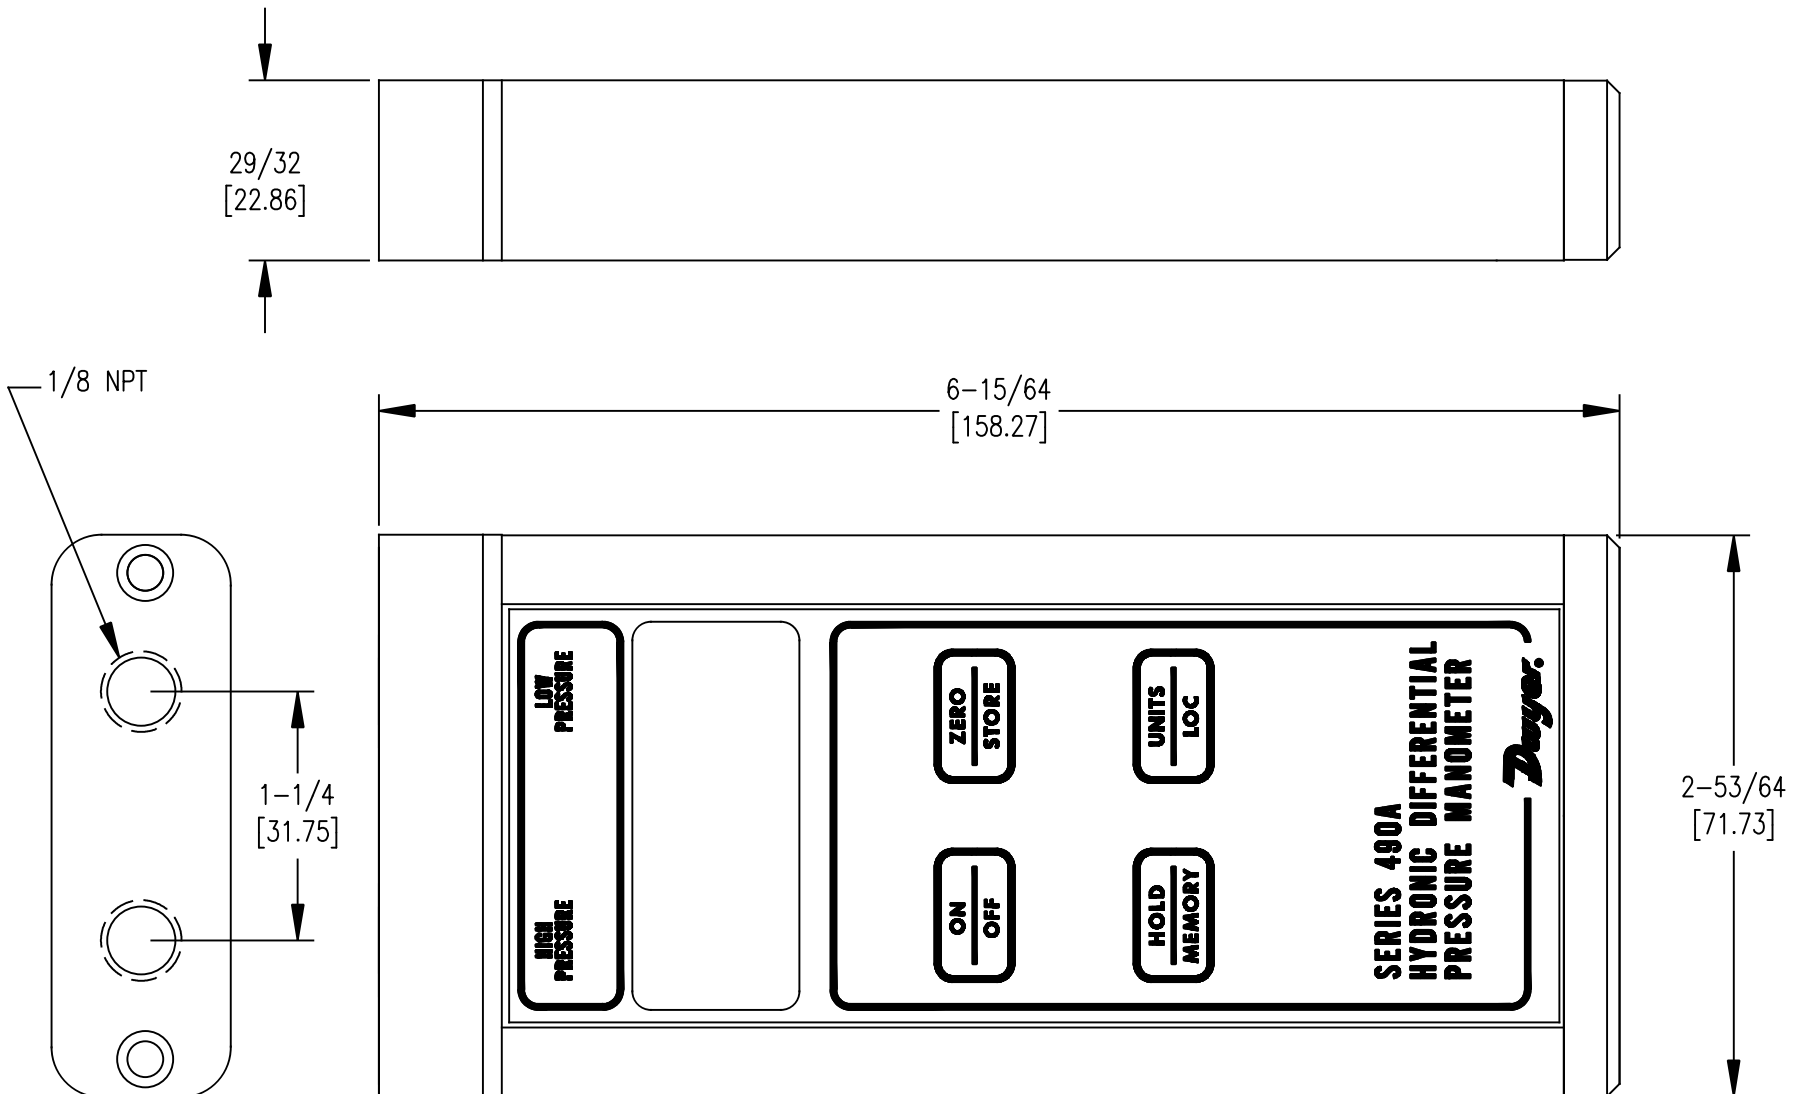 29/32
[22.86]
1/8 NPT
6-15/64
[158.27]
1-1/4
[31.75]
2-53/64
[71.73]
LOW
PRESSURE
HIGH
PRESSURE
ZERO
STORE
UNITS
LOC
ON
OFF
HOLD
MEMORY
SERIES 490A
HYDRONIC DIFFERENTIAL
PRESSURE MANOMETER
Dwyer®